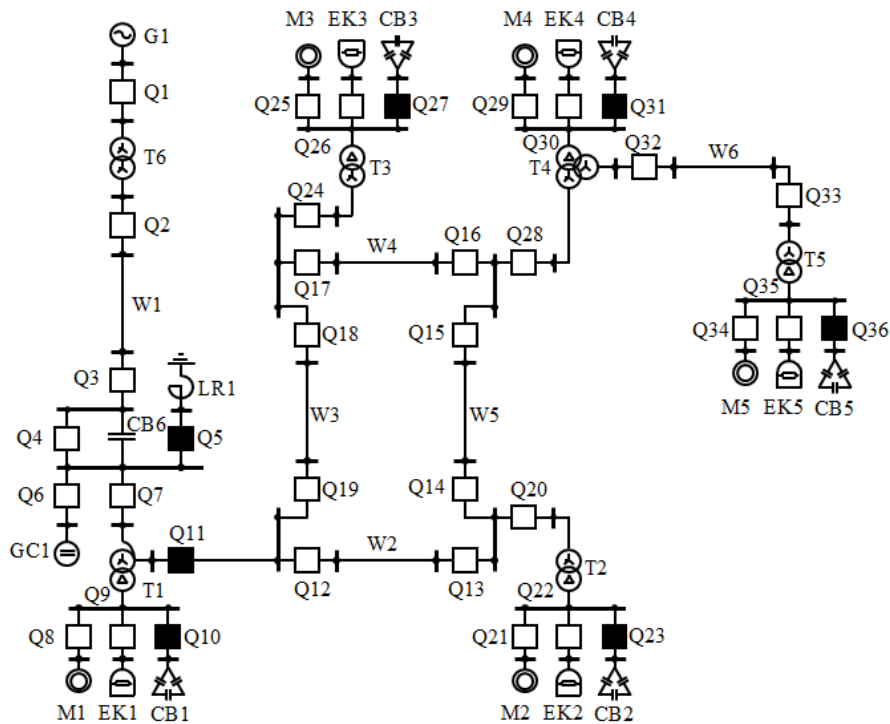 M3 EK3 CB3 M4 EK4 CB4
G1
Q1 Q25 Q27 Q29 Q31
Q26 Q30 Q32
T6 T3 T4 W6
Q24 Q33
Q2 Q16 Q28
W4 T5
Q17 Q35
W1 Q18 Q15 Q34 Q36
Q3 LR1
CB6 W3 W5 M5 EK5 CB5
Q4 Q5
Q19 Q14 Q20
Q6 Q7
Q11
GC1 W2
T2
Q9 T1 Q12 Q13 Q22
Q8 Q10 Q21 Q23
M1 EK1 CB1 M2 EK2 CB2